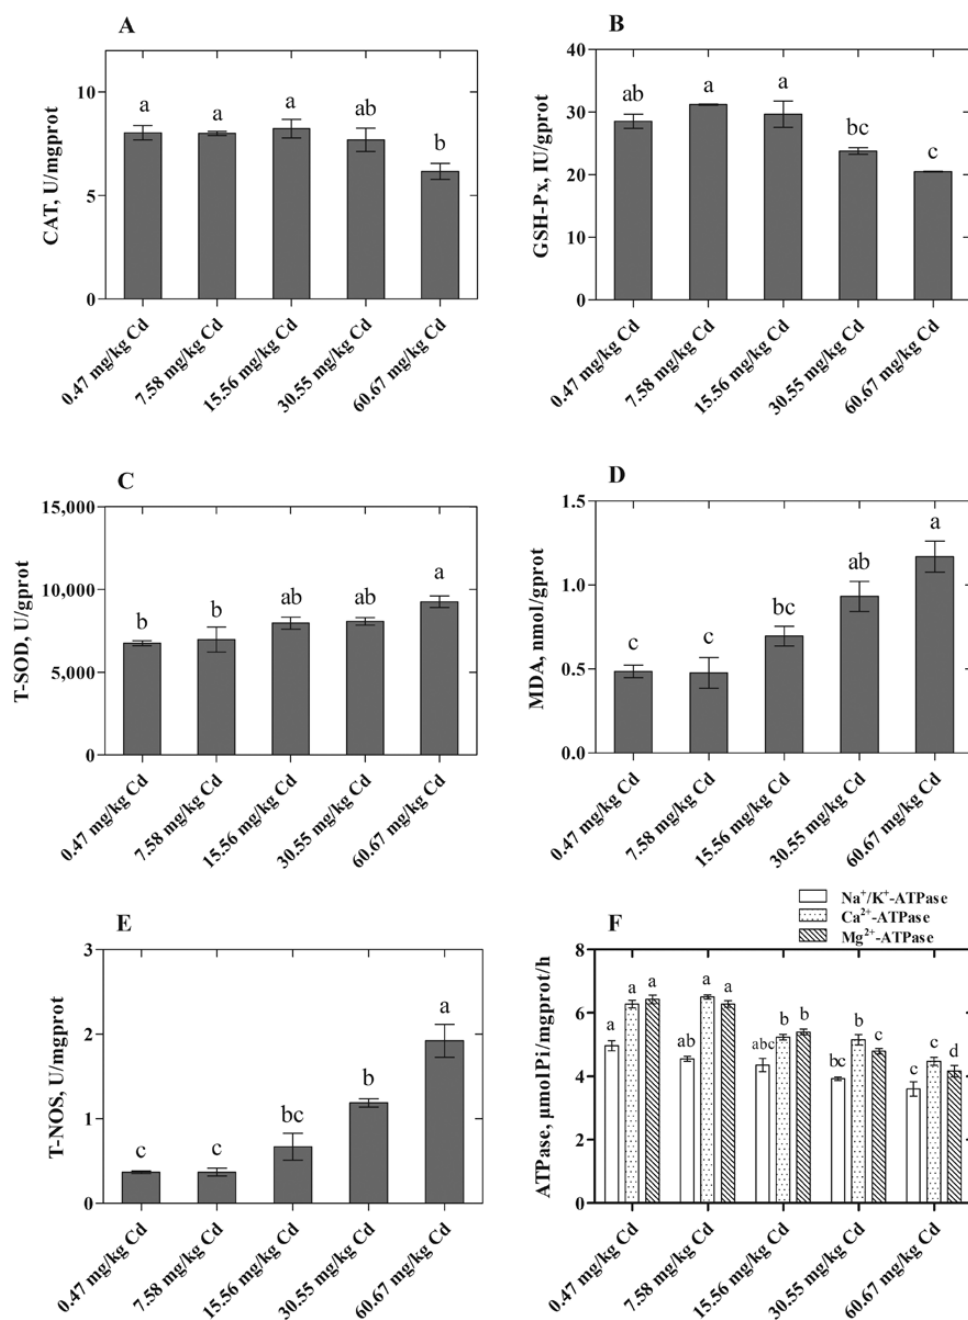 A
CAT, U/mgprot
10
5
0
a
a
a
ab
b
0.47 mg/kg Cd
7.58 mg/kg Cd
15.56 mg/kg Cd
30.55 mg/kg Cd
60.67 mg/kg Cd
B
GSH-Px, IU/gprot
40
30
20
10
0
ab
a
a
bc
c
0.47 mg/kg Cd
7.58 mg/kg Cd
15.56 mg/kg Cd
30.55 mg/kg Cd
60.67 mg/kg Cd
C
T-SOD, U/gprot
15,000
10,000
5,000
0
b
b
ab
ab
a
0.47 mg/kg Cd
7.58 mg/kg Cd
15.56 mg/kg Cd
30.55 mg/kg Cd
60.67 mg/kg Cd
D
MDA, nmol/gprot
1.5
1.0
0.5
0.0
c
c
bc
ab
a
0.47 mg/kg Cd
7.58 mg/kg Cd
15.56 mg/kg Cd
30.55 mg/kg Cd
60.67 mg/kg Cd
E
T-NOS, U/mgprot
3
2
1
0
c
c
bc
b
a
0.47 mg/kg Cd
7.58 mg/kg Cd
15.56 mg/kg Cd
30.55 mg/kg Cd
60.67 mg/kg Cd
F
Na⁺/K⁺-ATPase
Ca²⁺-ATPase
Mg²⁺-ATPase
ATPase, μmolPi/mgprot/h
8
6
4
2
0
a a a
ab a a
abc b b
bc b c
c c d
0.47 mg/kg Cd
7.58 mg/kg Cd
15.56 mg/kg Cd
30.55 mg/kg Cd
60.67 mg/kg Cd